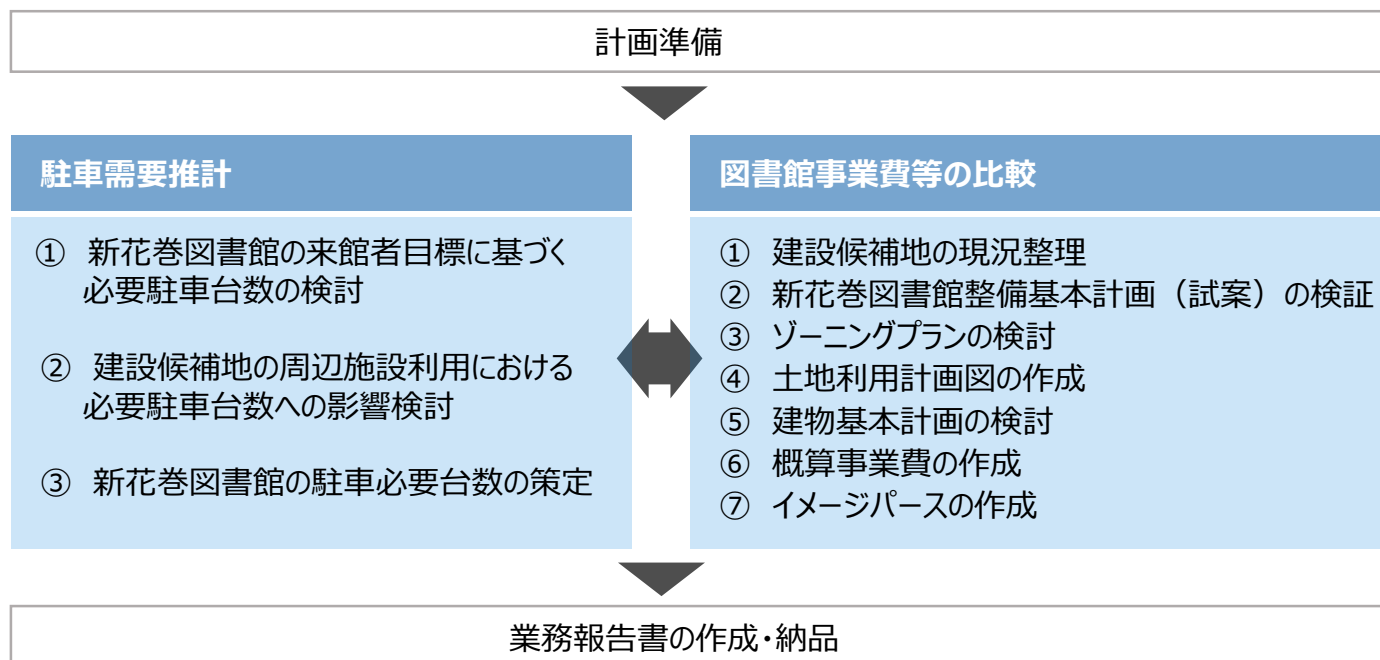 計画準備
駐車需要推計
① 新花巻図書館の来館者目標に基づく
必要駐車台数の検討
② 建設候補地の周辺施設利用における
必要駐車台数への影響検討
③ 新花巻図書館の駐車必要台数の策定
図書館事業費等の比較
① 建設候補地の現況整理
② 新花巻図書館整備基本計画（試案）の検証
③ ゾーニングプランの検討
④ 土地利用計画図の作成
⑤ 建物基本計画の検討
⑥ 概算事業費の作成
⑦ イメージパースの作成
業務報告書の作成・納品